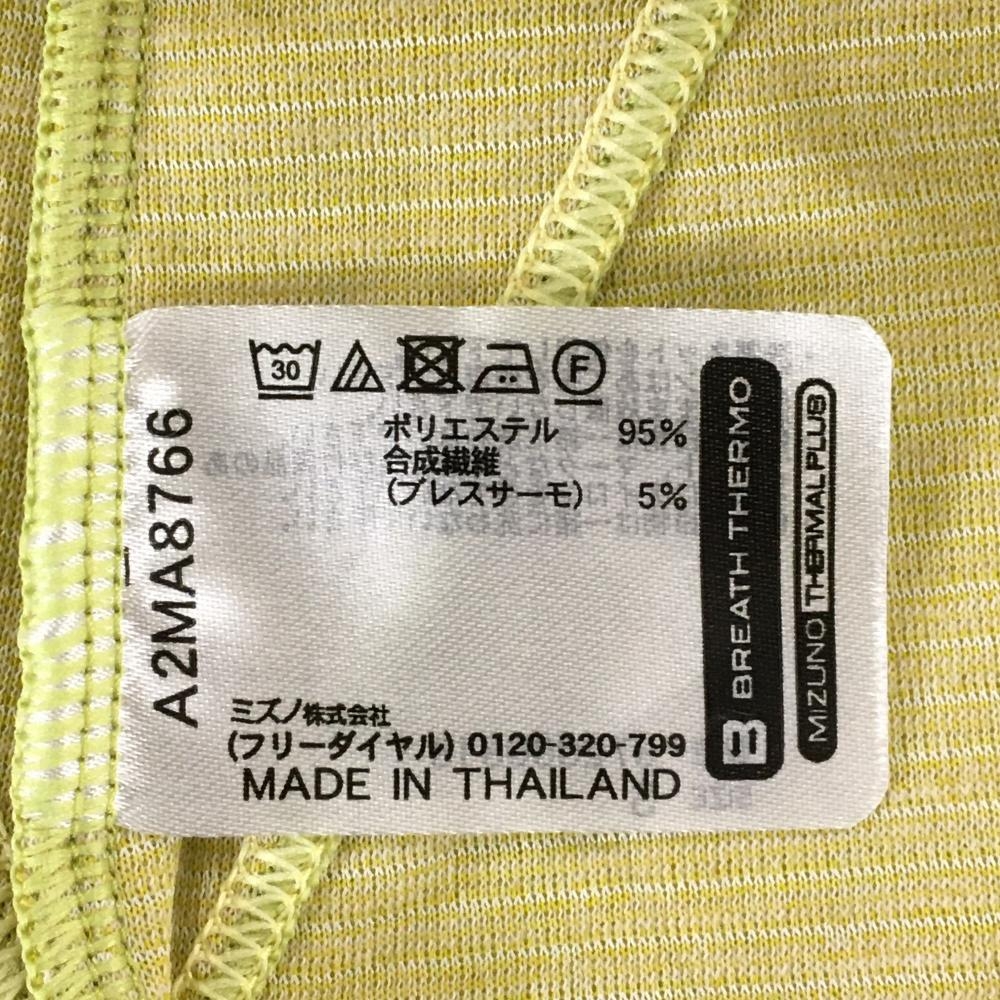 30
F
ポリエステル 95%
合成繊維
(ブレスサーモ) 5%
A2MA8766
ミズノ株式会社
(フリーダイヤル) 0120-320-799
MADE IN THAILAND
BREATH THERMO
MIZUNO THERMAL PLUS